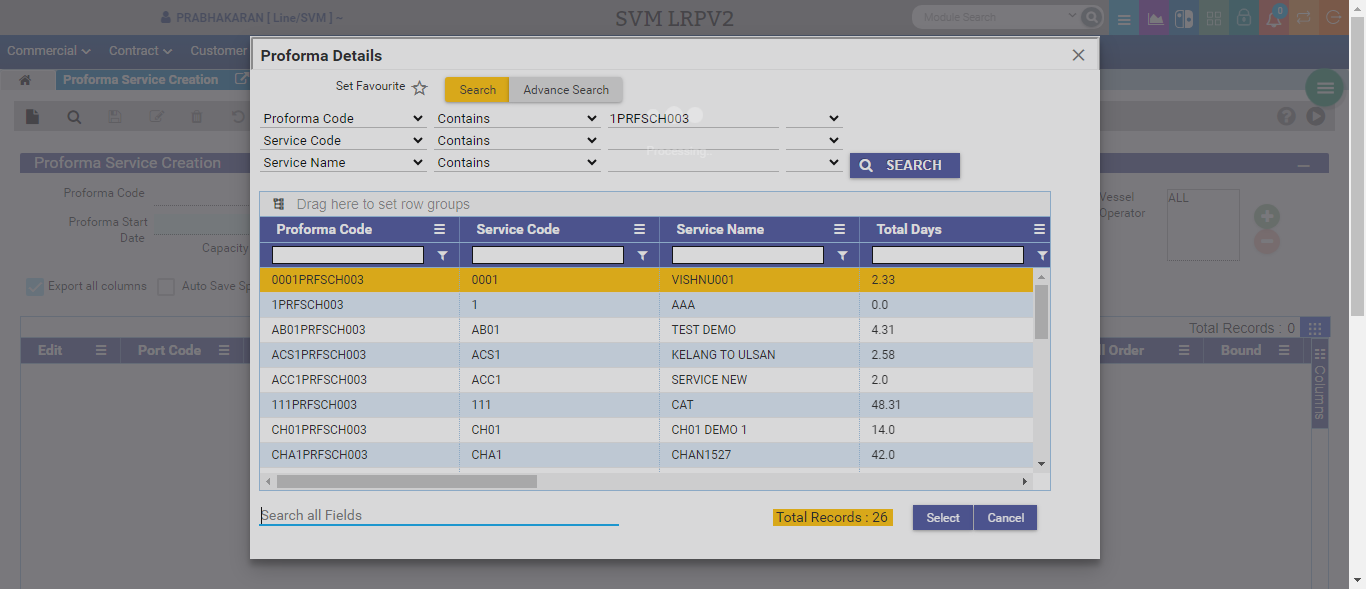 PRABHAKARAN [ Line/SVM ] ~
SVM LRPV2
Module Search
0
Commercial
Contract
Customer
Proforma Service Creation
Proforma Details
Set Favourite
Search
Advance Search
Proforma Code
Contains
1PRFSCH003
Service Code
Contains
Processing..
Service Name
Contains
SEARCH
Proforma Service Creation
Proforma Code
Proforma Start
Date
Capacity
Vessel
Operator
ALL
Export all columns
Auto Save
Drag here to set row groups
Proforma Code
Service Code
Service Name
Total Days
0001PRFSCH003 0001 VISHNU001 2.33
1PRFSCH003 1 AAA 0.0
AB01PRFSCH003 AB01 TEST DEMO 4.31
ACS1PRFSCH003 ACS1 KELANG TO ULSAN 2.58
ACC1PRFSCH003 ACC1 SERVICE NEW 2.0
111PRFSCH003 111 CAT 48.31
CH01PRFSCH003 CH01 CH01 DEMO 1 14.0
CHA1PRFSCH003 CHA1 CHAN1527 42.0
Total Records : 0
Edit
Port Code
Order
Bound
Columns
Search all Fields
Total Records : 26
Select
Cancel